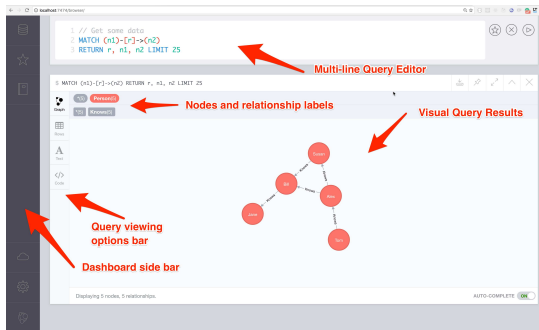 localhost:7474/browser/
1 // Get some data
2 MATCH (n1)-[r]->(n2)
3 RETURN r, n1, n2 LIMIT 25
Multi-line Query Editor
$ MATCH (n1)-[r]->(n2) RETURN r, n1, n2 LIMIT 25
Graph
*(5) Person(5)
*(5) Knows(5)
Nodes and relationship labels
Visual Query Results
Rows
Text
Code
Query viewing
options bar
Dashboard side bar
Displaying 5 nodes, 5 relationships.
AUTO-COMPLETE ON